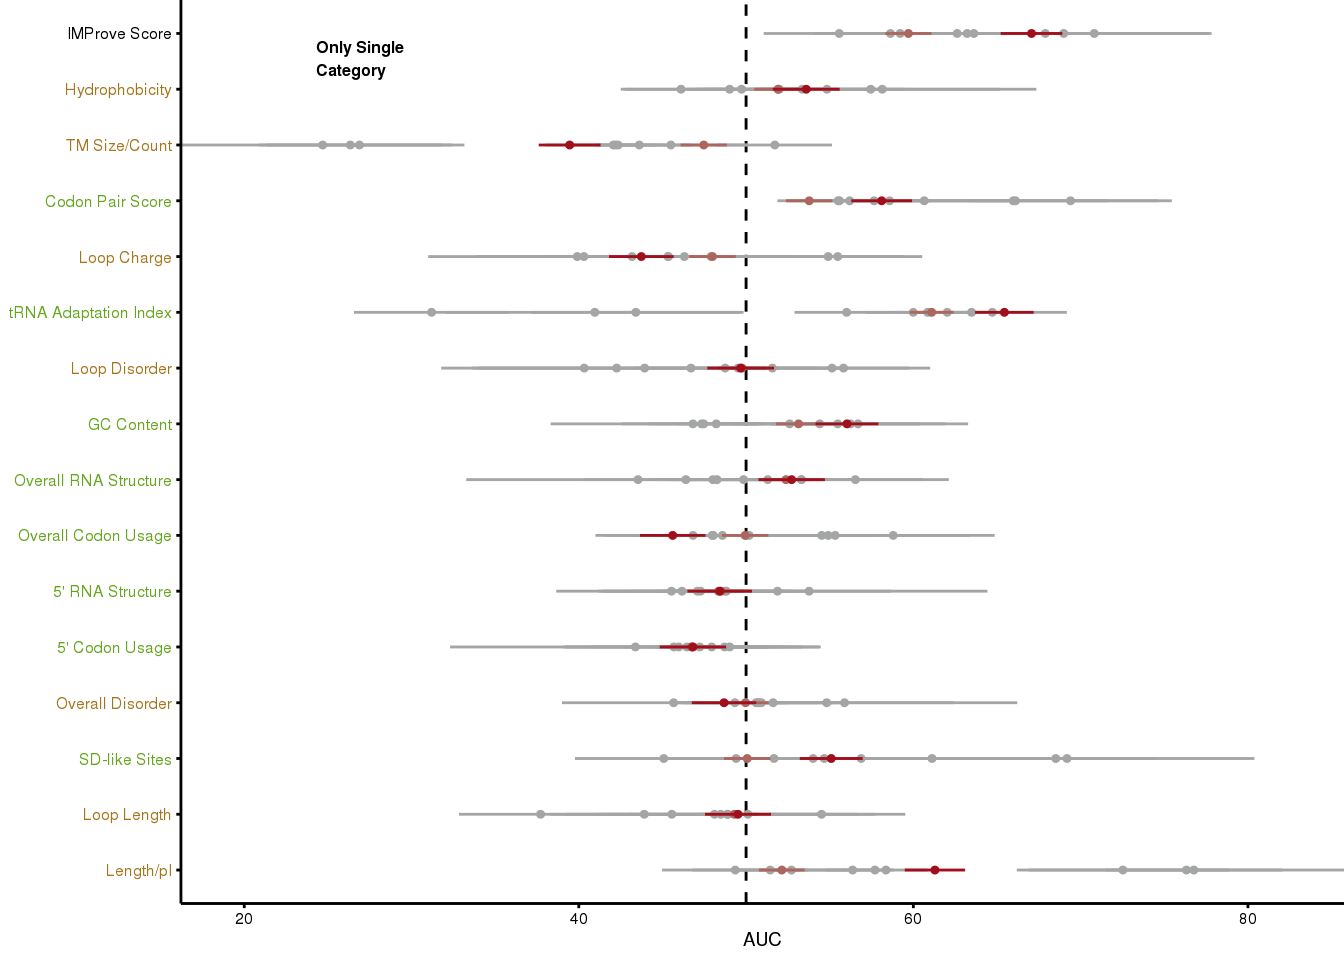 IMProve Score
Only Single
Category
Hydrophobicity
TM Size/Count
Codon Pair Score
Loop Charge
tRNA Adaptation Index
Loop Disorder
GC Content
Overall RNA Structure
Overall Codon Usage
5' RNA Structure
5' Codon Usage
Overall Disorder
SD-like Sites
Loop Length
Length/pI
20 40 60 80
AUC